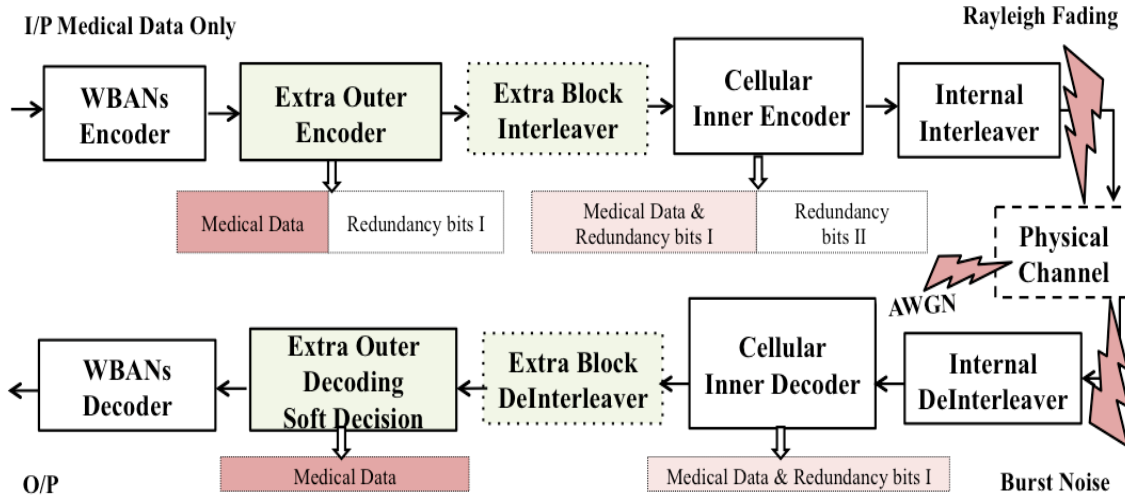 I/P Medical Data Only
Rayleigh Fading
WBANs
Encoder
Extra Outer
Encoder
Extra Block
Interleaver
Cellular
Inner Encoder
Internal
Interleaver
Medical Data
Redundancy bits I
Medical Data &
Redundancy bits I
Redundancy
bits II
Physical
Channel
AWGN
WBANs
Decoder
Extra Outer
Decoding
Soft Decision
Extra Block
DeInterleaver
Cellular
Inner Decoder
Internal
DeInterleaver
Medical Data
Medical Data & Redundancy bits I
O/P
Burst Noise